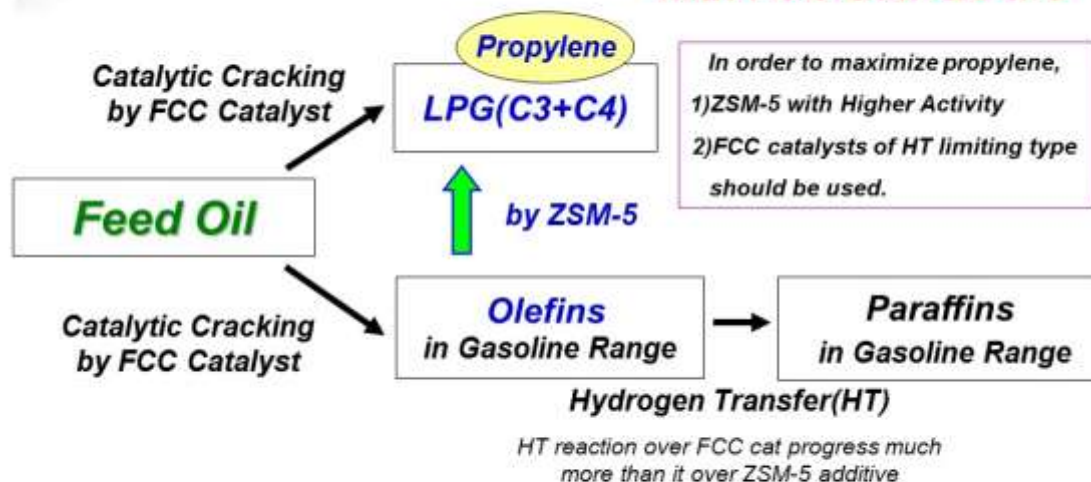 Propylene
Catalytic Cracking
by FCC Catalyst
LPG(C3+C4)
In order to maximize propylene,
1)ZSM-5 with Higher Activity
2)FCC catalysts of HT limiting type
should be used.
Feed Oil
by ZSM-5
Catalytic Cracking
by FCC Catalyst
Olefins
in Gasoline Range
Paraffins
in Gasoline Range
Hydrogen Transfer(HT)
HT reaction over FCC cat progress much
more than it over ZSM-5 additive